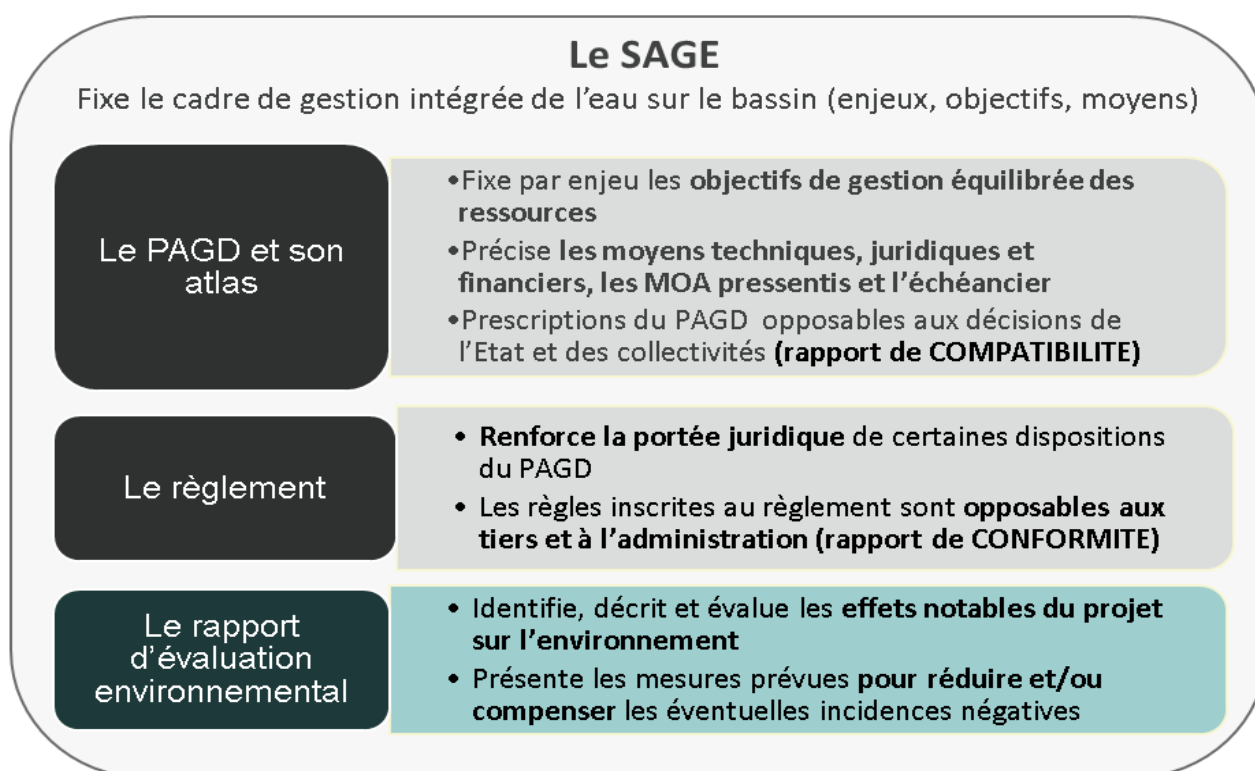 Le SAGE
Fixe le cadre de gestion intégrée de l'eau sur le bassin (enjeux, objectifs, moyens)
Le PAGD et son
atlas
•Fixe par enjeu les objectifs de gestion équilibrée des
ressources
•Précise les moyens techniques, juridiques et
financiers, les MOA pressentis et l'échéancier
•Prescriptions du PAGD opposables aux décisions de
l'Etat et des collectivités (rapport de COMPATIBILITE)
Le règlement
• Renforce la portée juridique de certaines dispositions
du PAGD
• Les règles inscrites au règlement sont opposables aux
tiers et à l'administration (rapport de CONFORMITE)
Le rapport
d'évaluation
environnemental
• Identifie, décrit et évalue les effets notables du projet
sur l'environnement
• Présente les mesures prévues pour réduire et/ou
compenser les éventuelles incidences négatives